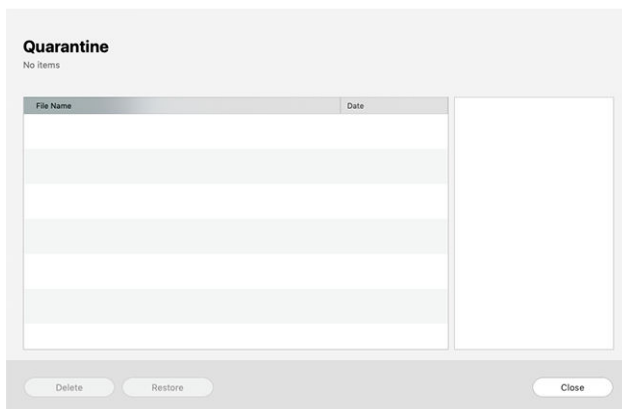 Quarantine
No items
File Name Date
Delete Restore Close